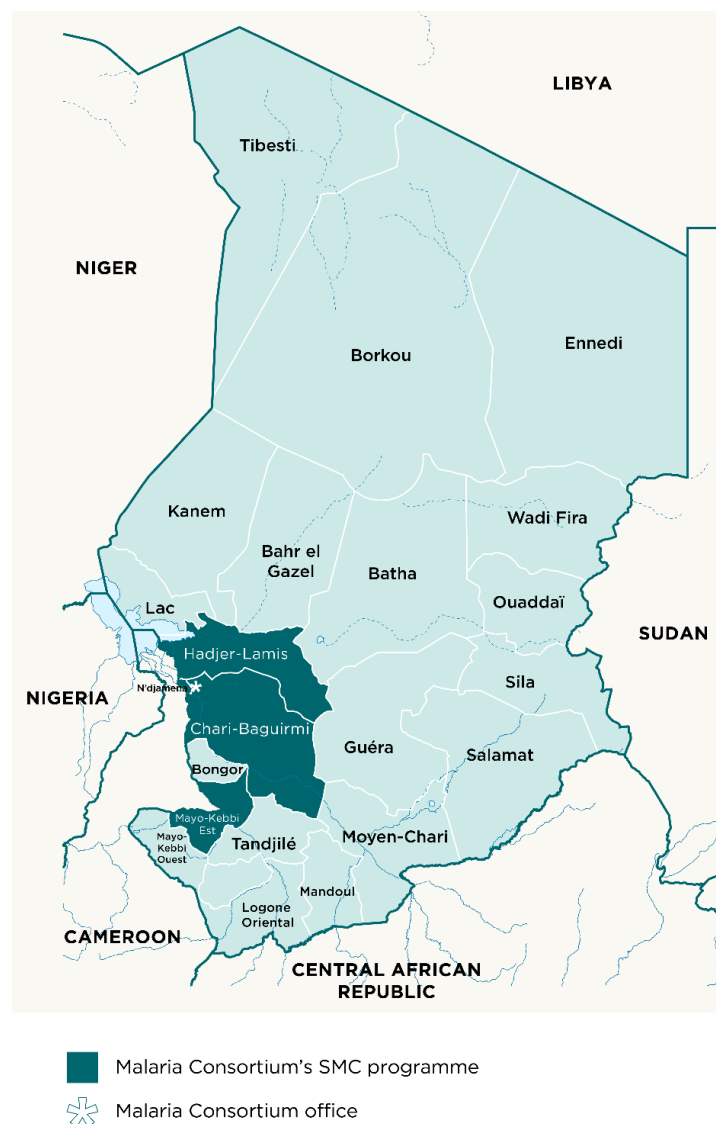 LIBYA
Tibesti
NIGER
Borkou
Ennedi
Kanem
Wadi Fira
Bahr el
Gazel
Batha
Ouaddaï
Lac
SUDAN
Hadjer-Lamis
Sila
N'djamena
NIGERIA
Chari-Baguirmi
Guéra
Salamat
Bongor
Mayo-Kebbi
Est
Mayo-
Kebbi
Ouest
Tandjilé
Moyen-Chari
Mandoul
Logone
Oriental
CAMEROON
CENTRAL AFRICAN
REPUBLIC
Malaria Consortium's SMC programme
Malaria Consortium office